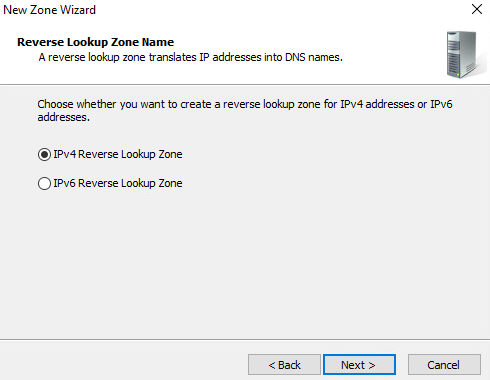 New Zone Wizard
Reverse Lookup Zone Name
A reverse lookup zone translates IP addresses into DNS names.
Choose whether you want to create a reverse lookup zone for IPv4 addresses or IPv6
addresses.
IPv4 Reverse Lookup Zone
IPv6 Reverse Lookup Zone
< Back
Next >
Cancel